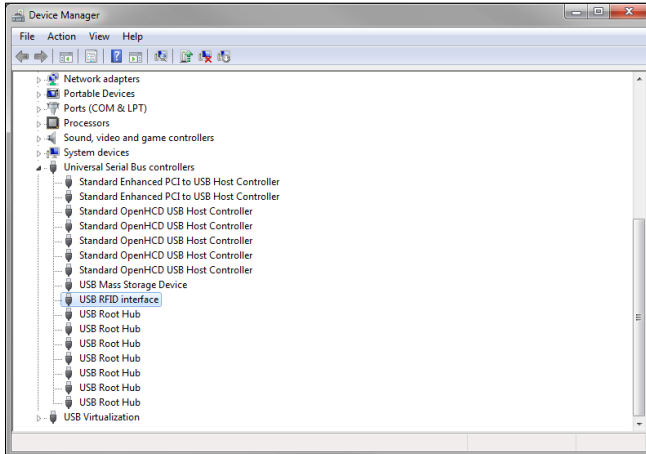 Device Manager
File Action View Help
Network adapters
Portable Devices
Ports (COM & LPT)
Processors
Sound, video and game controllers
System devices
Universal Serial Bus controllers
Standard Enhanced PCI to USB Host Controller
Standard Enhanced PCI to USB Host Controller
Standard OpenHCD USB Host Controller
Standard OpenHCD USB Host Controller
Standard OpenHCD USB Host Controller
Standard OpenHCD USB Host Controller
Standard OpenHCD USB Host Controller
USB Mass Storage Device
USB RFID interface
USB Root Hub
USB Root Hub
USB Root Hub
USB Root Hub
USB Root Hub
USB Root Hub
USB Root Hub
USB Virtualization